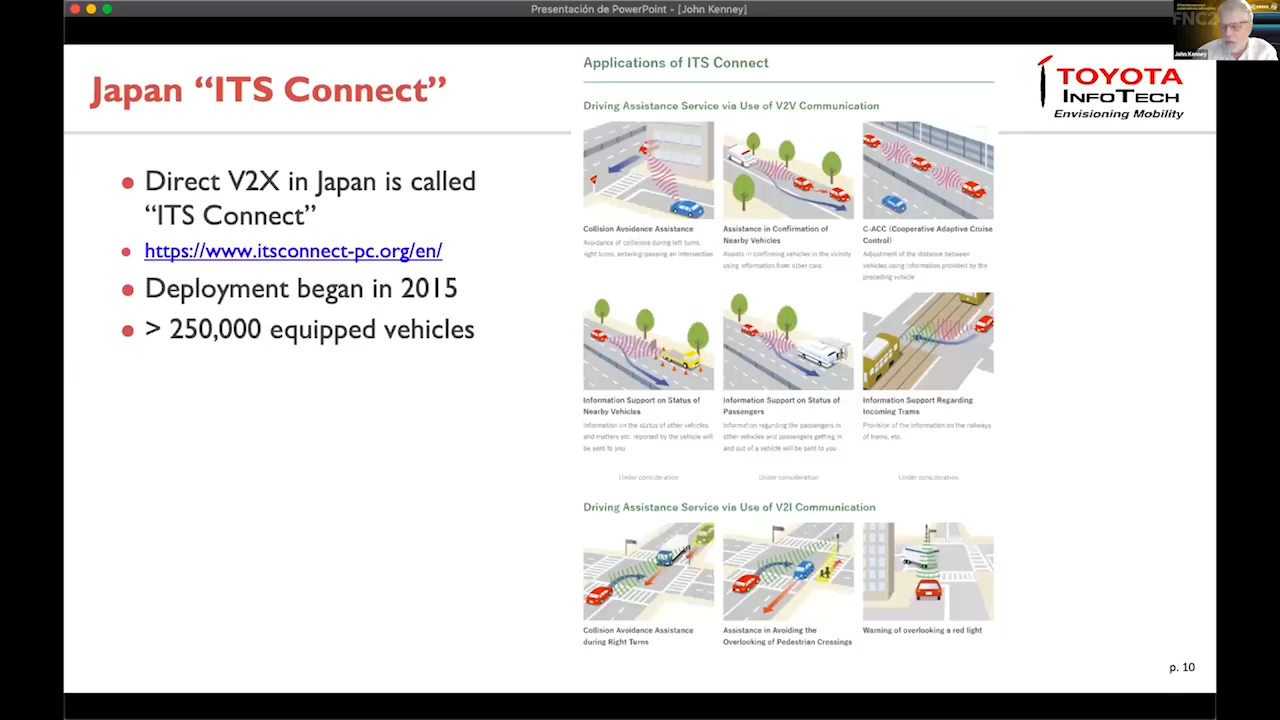 Presentación de PowerPoint - [John Kenney]
FNC2
John Kenney
Japan “ITS Connect”
TOYOTA
INFOTECH
Envisioning Mobility
Direct V2X in Japan is called
“ITS Connect”
https://www.itsconnect-pc.org/en/
Deployment began in 2015
> 250,000 equipped vehicles
Applications of ITS Connect
Driving Assistance Service via Use of V2V Communication
Collision Avoidance Assistance
Avoidance of collisions during left turns,
right turns, entering/passing an intersection
Assistance in Confirmation of
Nearby Vehicles
Assists in confirming vehicles in the vicinity
using information from other cars
C-ACC (Cooperative Adaptive Cruise
Control)
Adjustment of the distance between
vehicles using information provided by the
preceding vehicle
Information Support on Status of
Nearby Vehicles
Information on the status of other vehicles
and matters etc. reported by the vehicle will
be sent to you
Under consideration
Information Support on Status of
Passengers
Information regarding the passengers in
other vehicles and passengers getting in
and out of a vehicle will be sent to you
Under consideration
Information Support Regarding
Incoming Trams
Provision of the information on the railways
of trams, etc.
Under consideration
Driving Assistance Service via Use of V2I Communication
Collision Avoidance Assistance
during Right Turns
Assistance in Avoiding the
Overlooking of Pedestrian Crossings
Warning of overlooking a red light
p. 10